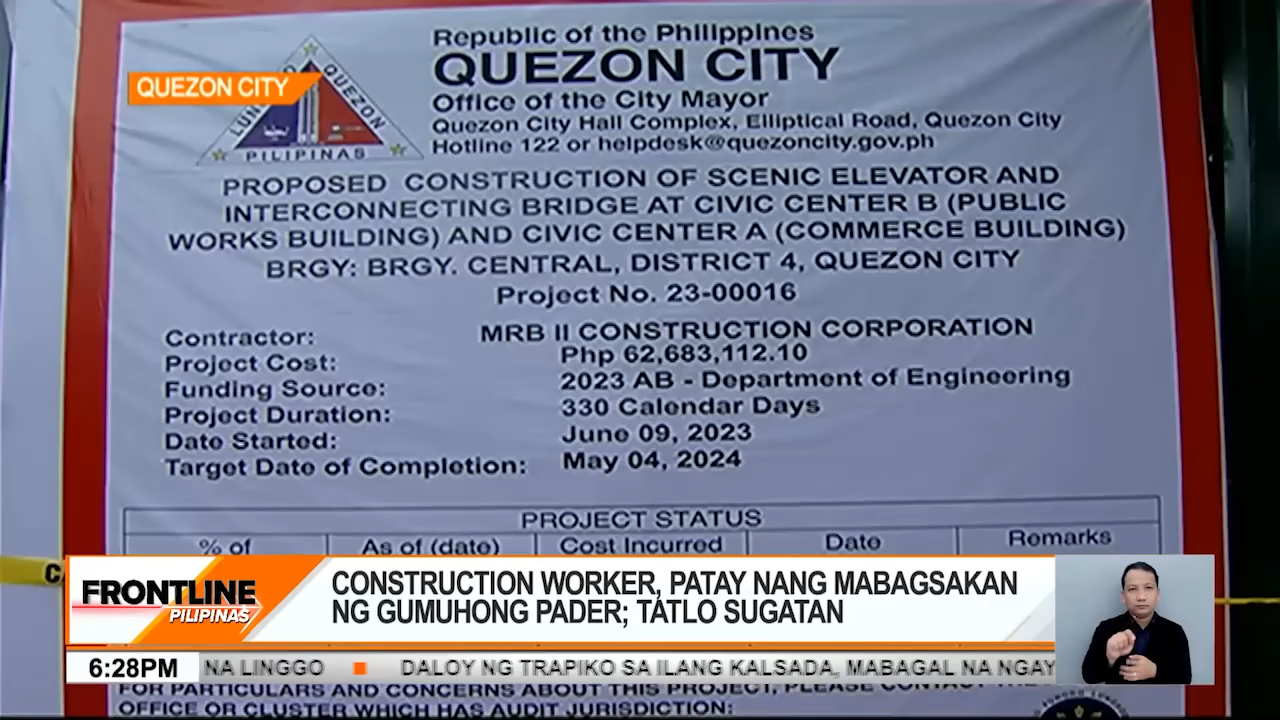 Republic of the Philippines
QUEZON CITY
Office of the City Mayor
Quezon City Hall Complex, Elliptical Road, Quezon City
Hotline 122 or helpdesk@quezoncity.gov.ph
QUEZON CITY
QUEZON
PILIPINAS
PROPOSED CONSTRUCTION OF SCENIC ELEVATOR AND
INTERCONNECTING BRIDGE AT CIVIC CENTER B (PUBLIC
WORKS BUILDING) AND CIVIC CENTER A (COMMERCE BUILDING)
BRGY: BRGY. CENTRAL, DISTRICT 4, QUEZON CITY
Project No. 23-00016
Contractor: MRB II CONSTRUCTION CORPORATION
Project Cost: Php 62,683,112.10
Funding Source: 2023 AB - Department of Engineering
Project Duration: 330 Calendar Days
Date Started: June 09, 2023
Target Date of Completion: May 04, 2024
PROJECT STATUS
% of As of (date) Cost Incurred Date Remarks
FRONTLINE
PILIPINAS
CONSTRUCTION WORKER, PATAY NANG MABAGSAKAN
NG GUMUHONG PADER; TATLO SUGATAN
6:28PM NA LINGGO ■ DALOY NG TRAPIKO SA ILANG KALSADA, MABAGAL NA NGAY
FOR PARTICULARS AND CONCERNS ABOUT THIS PROJECT, PLEASE CONTACT THE
OFFICE OR CLUSTER WHICH HAS AUDIT JURISDICTION: